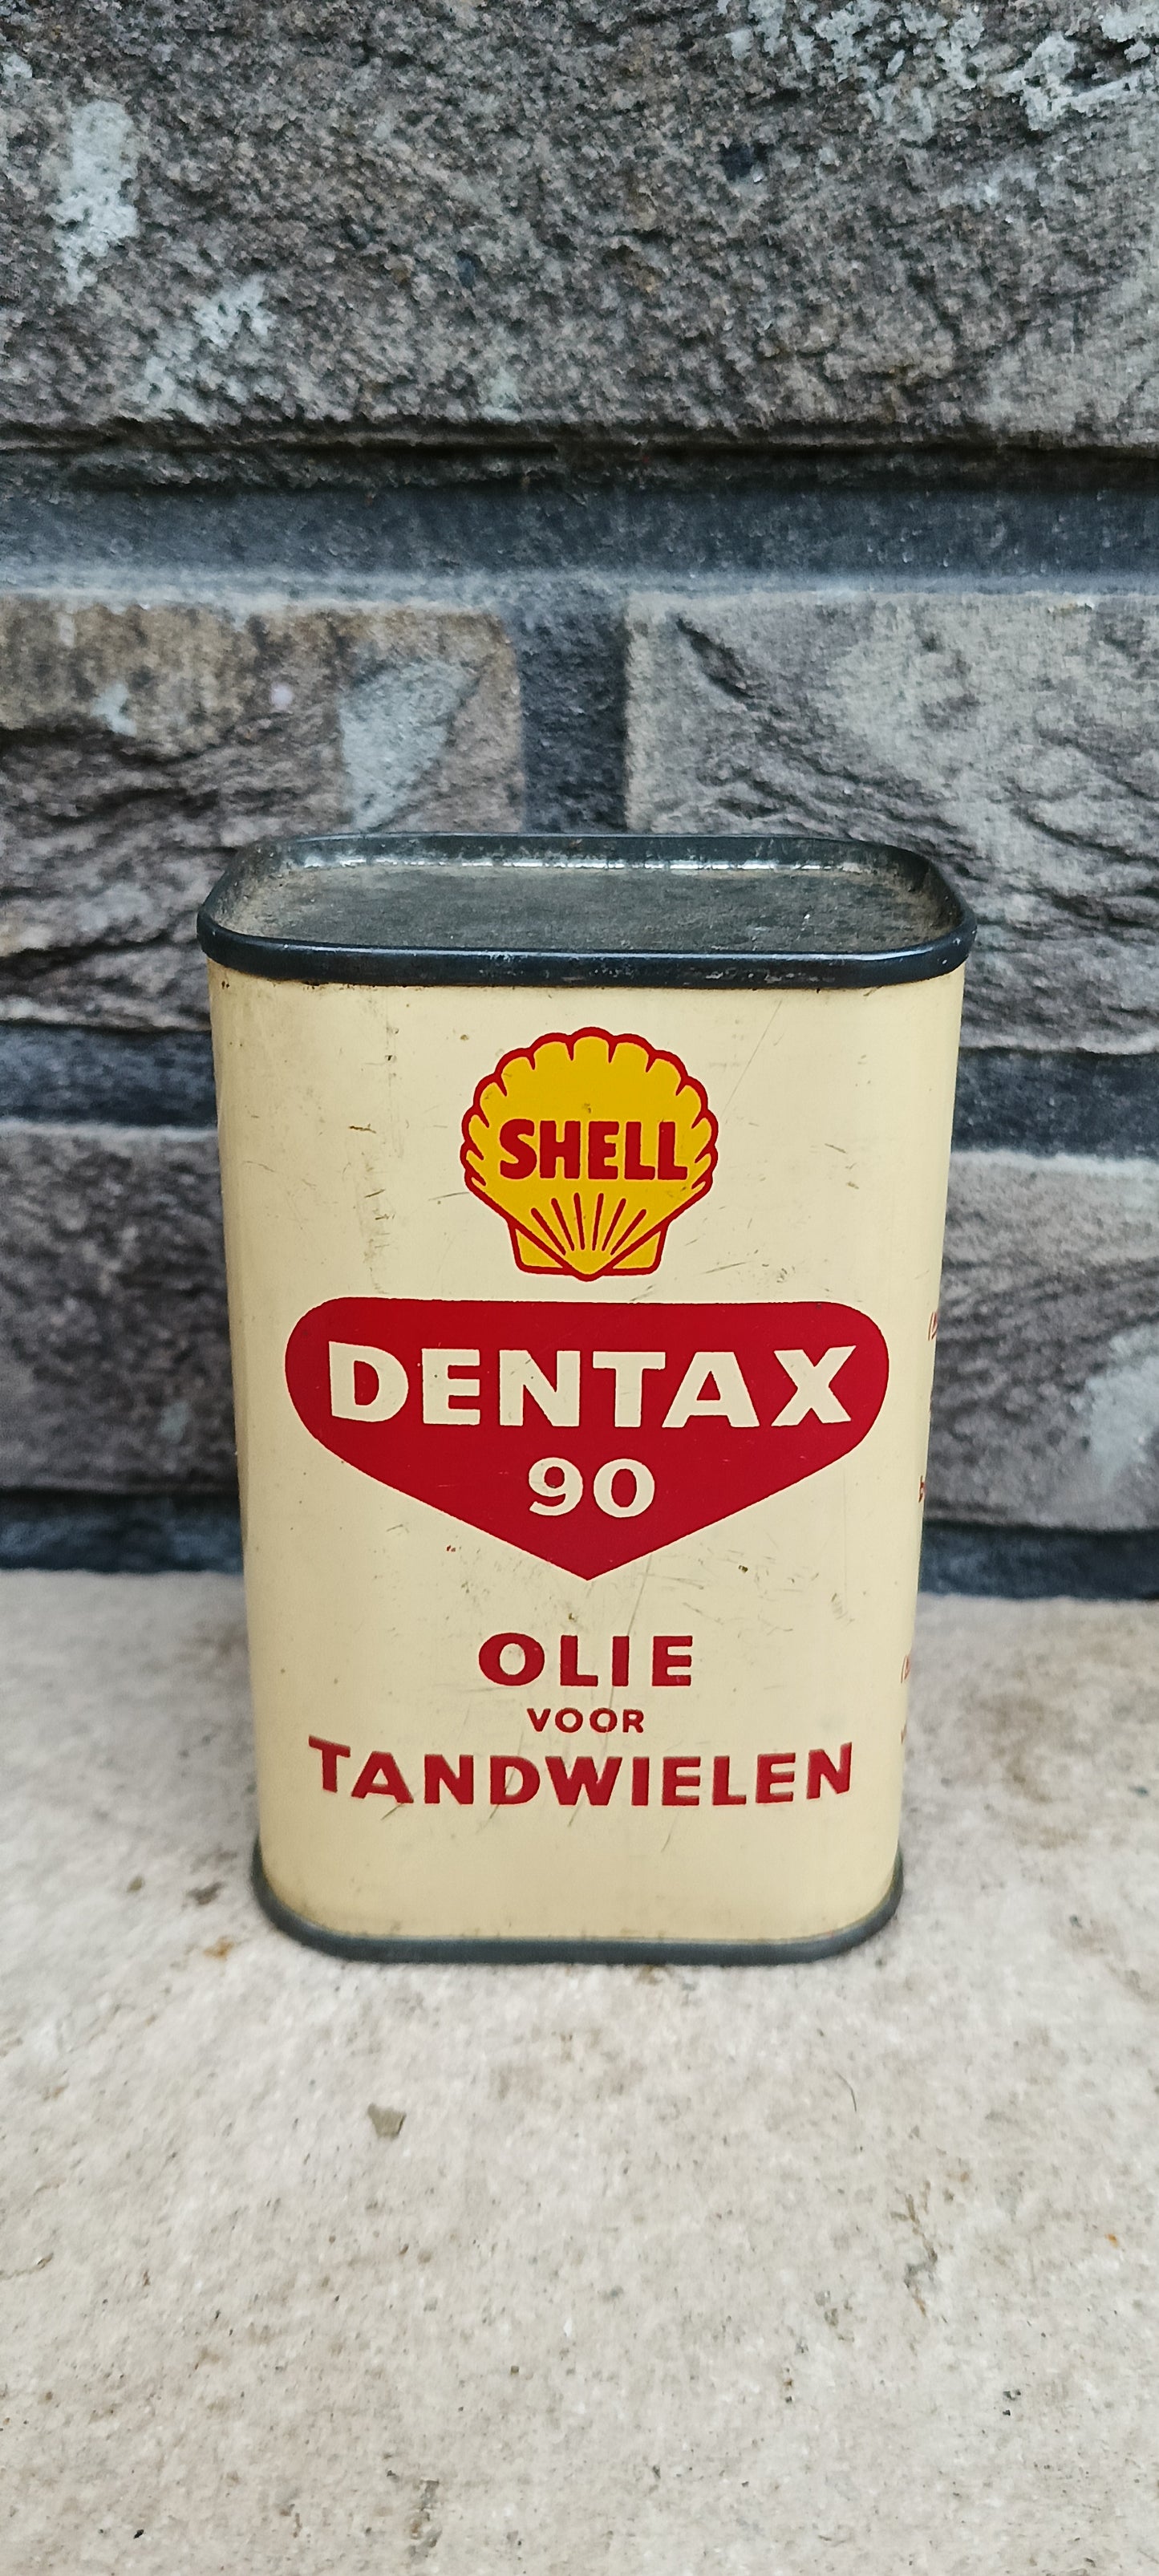 SHELL
DENTAX
90
OLIE
VOOR
TANDWIELEN